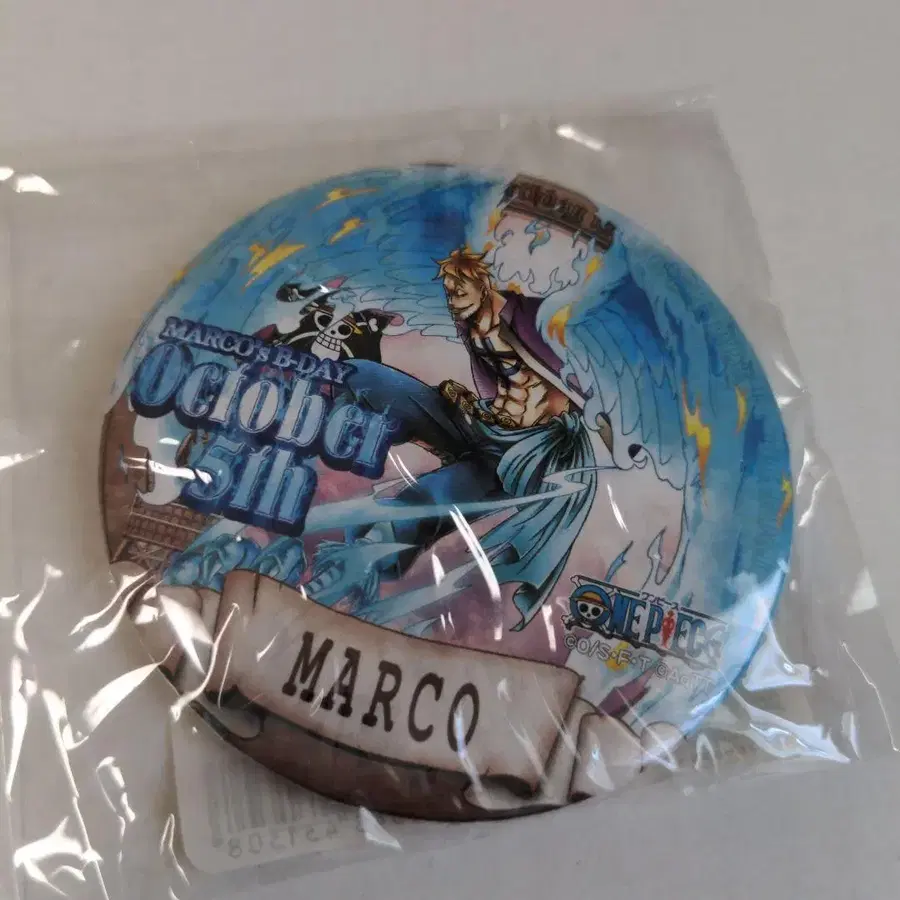 MARCO's B-DAY
October
5th
MARCO
ONE PIECE